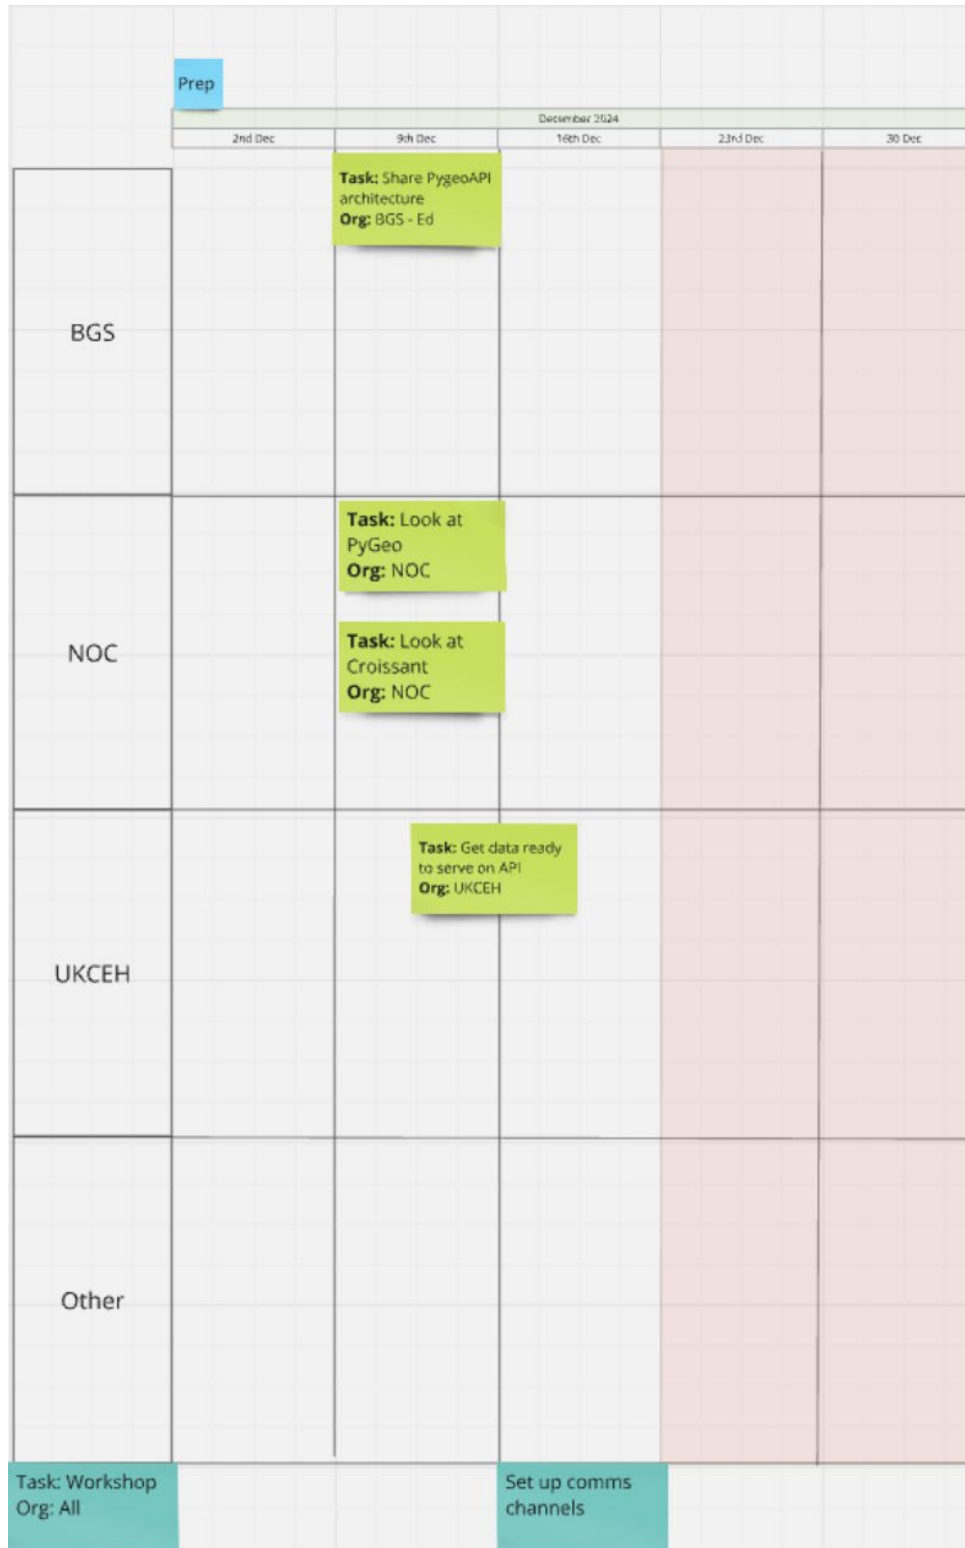 Prep
December 2024
2nd Dec
9th Dec
16th Dec
23rd Dec
30 Dec
BGS
Task: Share PygeoAPI
architecture
Org: BGS - Ed
NOC
Task: Look at
PyGeo
Org: NOC
Task: Look at
Croissant
Org: NOC
UKCEH
Task: Get data ready
to serve on API
Org: UKCEH
Other
Task: Workshop
Org: All
Set up comms
channels